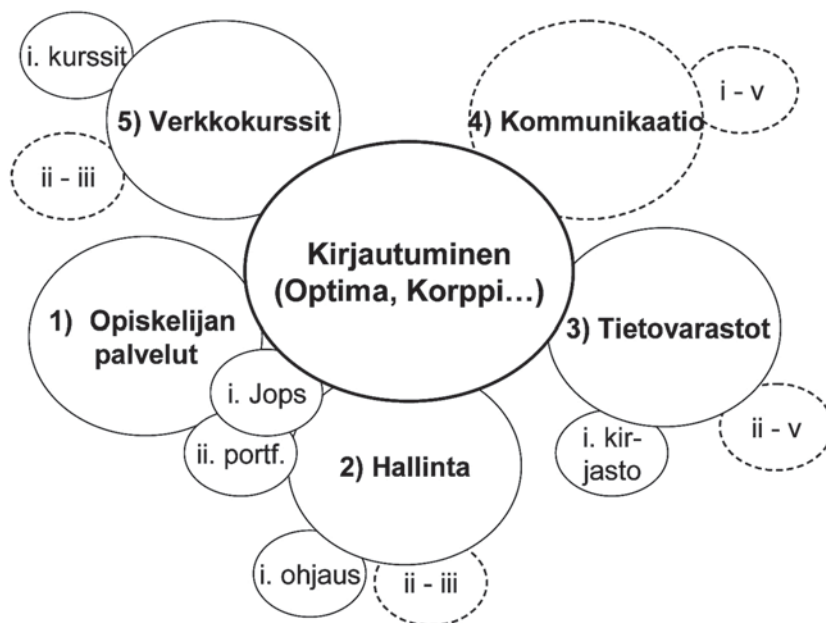 i. kurssit
5) Verkkokurssit
ii - iii
4) Kommunikaatio
i - v
Kirjautuminen
(Optima, Korppi...)
1) Opiskelijan
palvelut
i. Jops
ii. portf.
2) Hallinta
i. ohjaus
ii - iii
3) Tietovarastot
i. kir-
jasto
ii - v